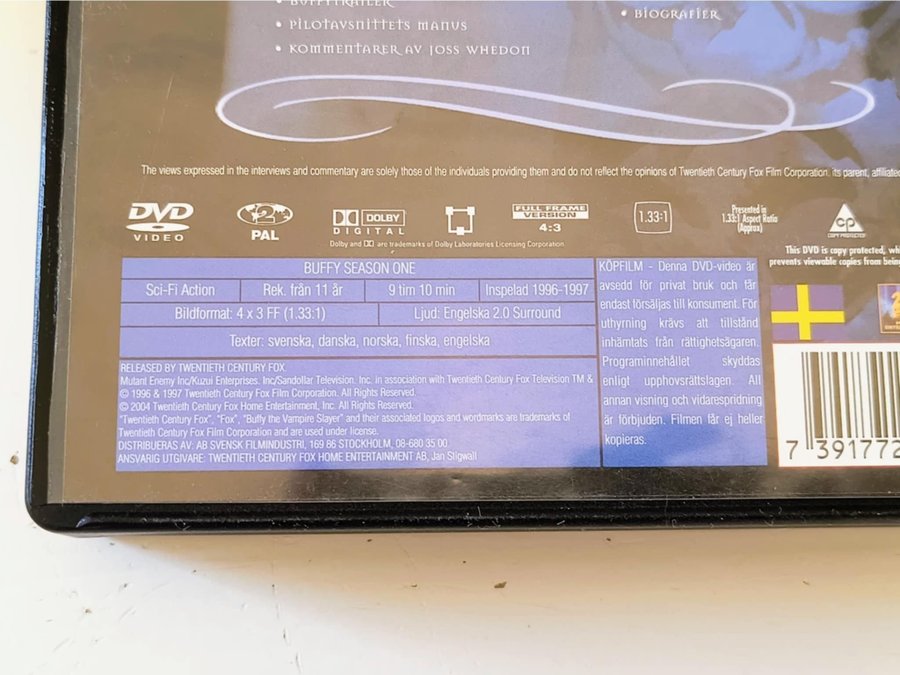 • BUFFYTRAILER
• PILOTAVSNITTETS MANUS
• KOMMENTARER AV JOSS WHEDON
• BIOGRAFIER
The views expressed in the interviews and commentary are solely those of the individuals providing them and do not reflect the opinions of Twentieth Century Fox Film Corporation, its parent, affiliated
DVD
VIDEO
2
PAL
DOLBY
DIGITAL
Dolby and are trademarks of Dolby Laboratories Licensing Corporation.
FULL FRAME
VERSION
4:3
1.33:1
Presented in
1.33:1 Aspect Ratio
(Approx)
CP
COPY PROTECTED
This DVD is copy protected, whi
prevents viewable copies from bein
BUFFY SEASON ONE
Sci-Fi Action Rek. från 11 år 9 tim 10 min Inspelad 1996-1997
Bildformat: 4 x 3 FF (1.33:1) Ljud: Engelska 2.0 Surround
Texter: svenska, danska, norska, finska, engelska
RELEASED BY TWENTIETH CENTURY FOX.
Mutant Enemy Inc/Kuzui Enterprises. Inc/Sandollar Television. Inc. in association with Twentieth Century Fox Television TM &
© 1996 & 1997 Twentieth Century Fox Film Corporation. All Rights Reserved.
© 2004 Twentieth Century Fox Home Entertainment, Inc. All Rights Reserved.
"Twentieth Century Fox", "Fox", "Buffy the Vampire Slayer" and their associated logos and wordmarks are trademarks of
Twentieth Century Fox Film Corporation and are used under license.
DISTRIBUERAS AV: AB SVENSK FILMINDUSTRI, 169 86 STOCKHOLM, 08-680 35 00.
ANSVARIG UTGIVARE: TWENTIETH CENTURY FOX HOME ENTERTAINMENT AB, Jan Stigwall
KÖPFILM - Denna DVD-video är
avsedd för privat bruk och får
endast försäljas till konsument. För
uthyrning krävs att tillstånd
inhämtats från rättighetsägaren.
Programinnehållet skyddas
enligt upphovsrättslagen. All
annan visning och vidarespridning
är förbjuden. Filmen får ej heller
kopieras.
7 391772